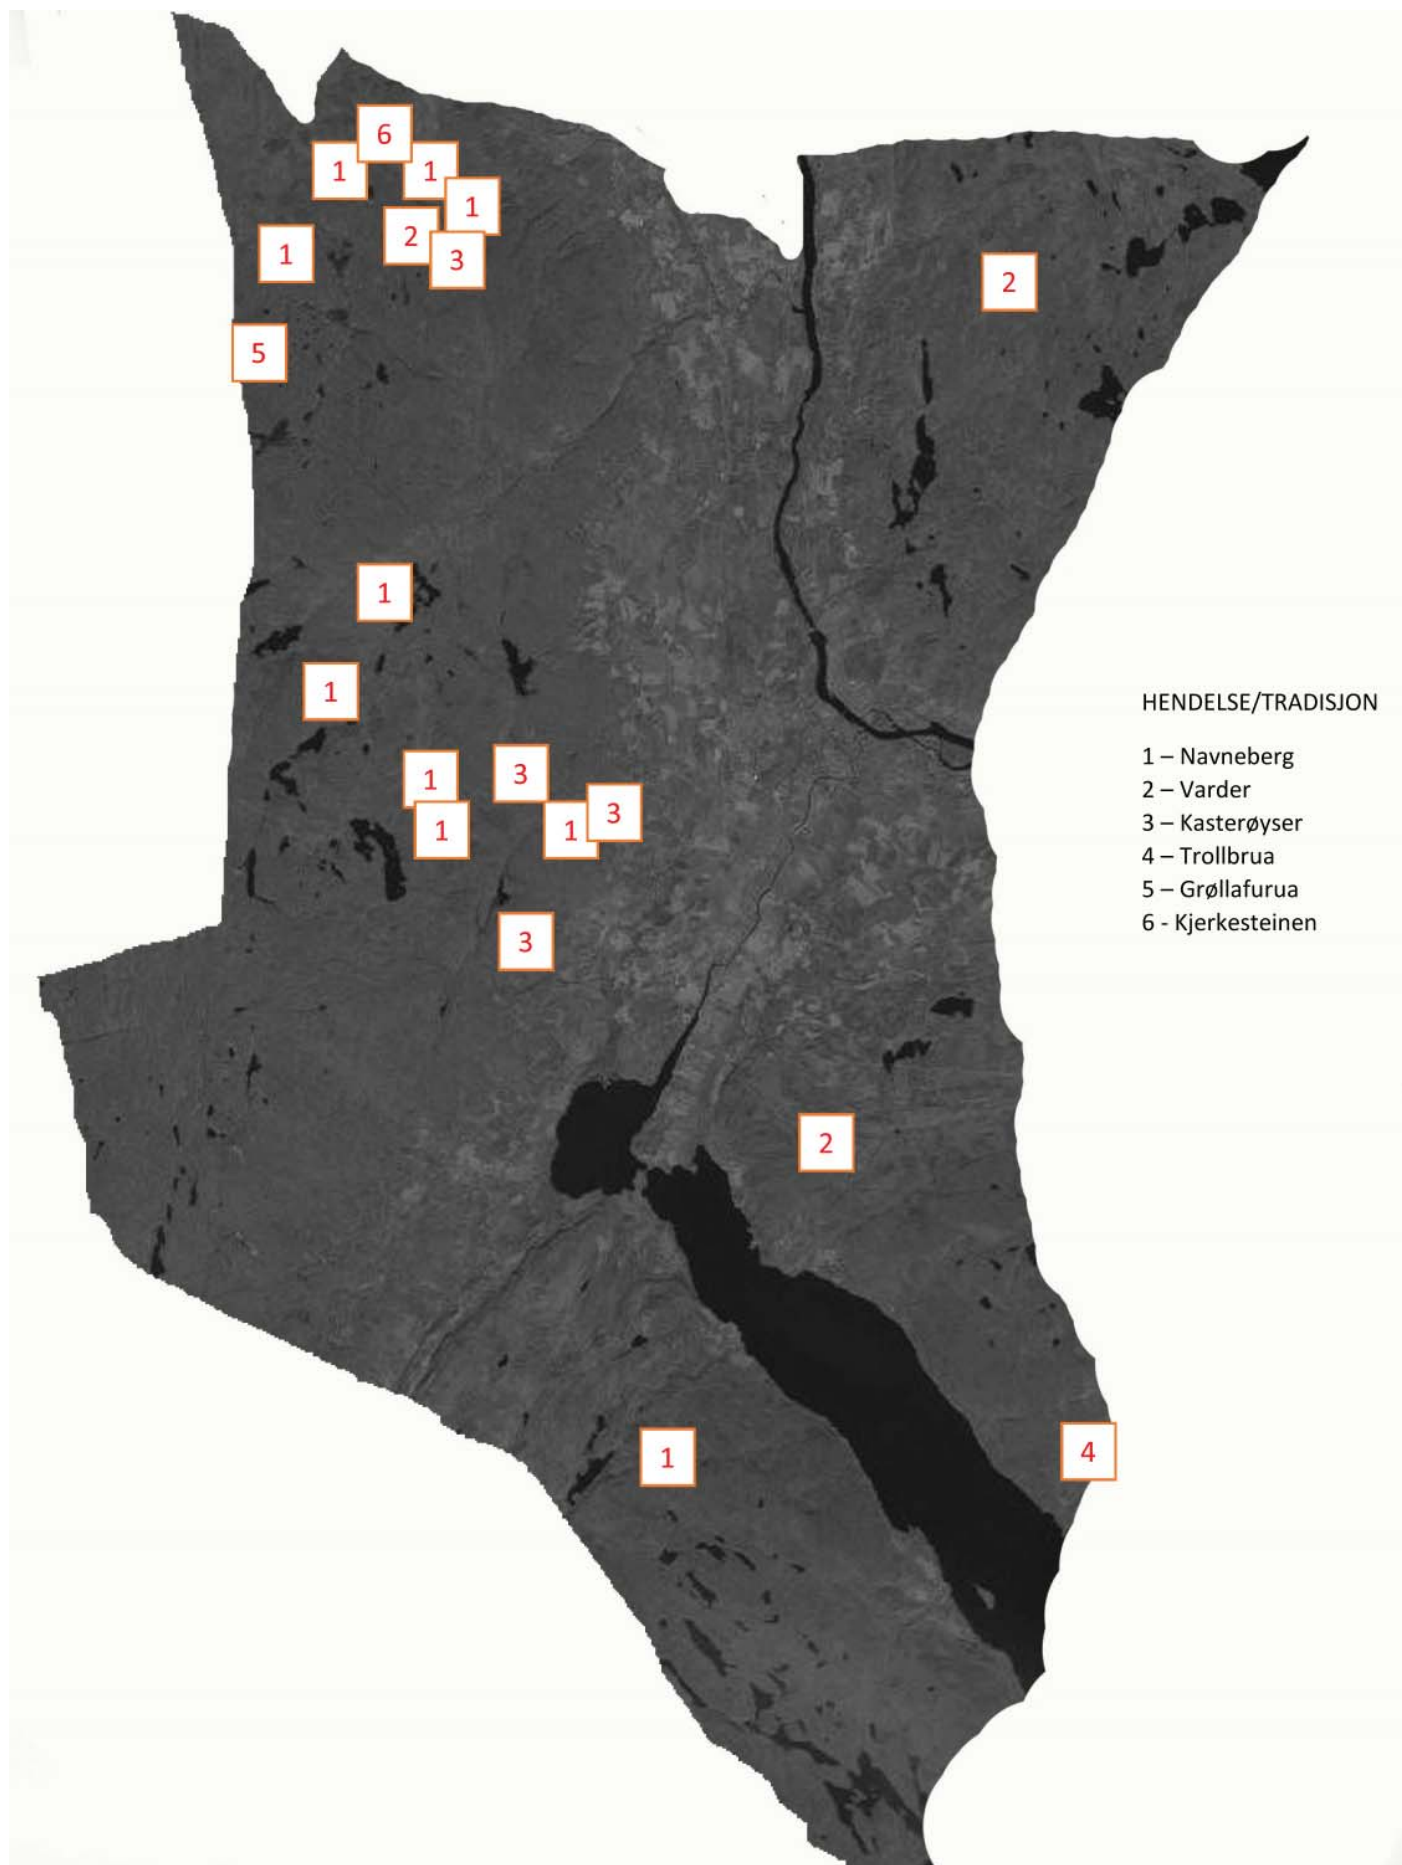 6
1
1
1
2
1
3
2
5
1
1
3
1
3
1
1
3
2
1
4
HENDELSE/TRADISJON
1 – Navneberg
2 – Varder
3 – Kasterøyser
4 – Trollbrua
5 – Grøllafurua
6 - Kjerkesteinen